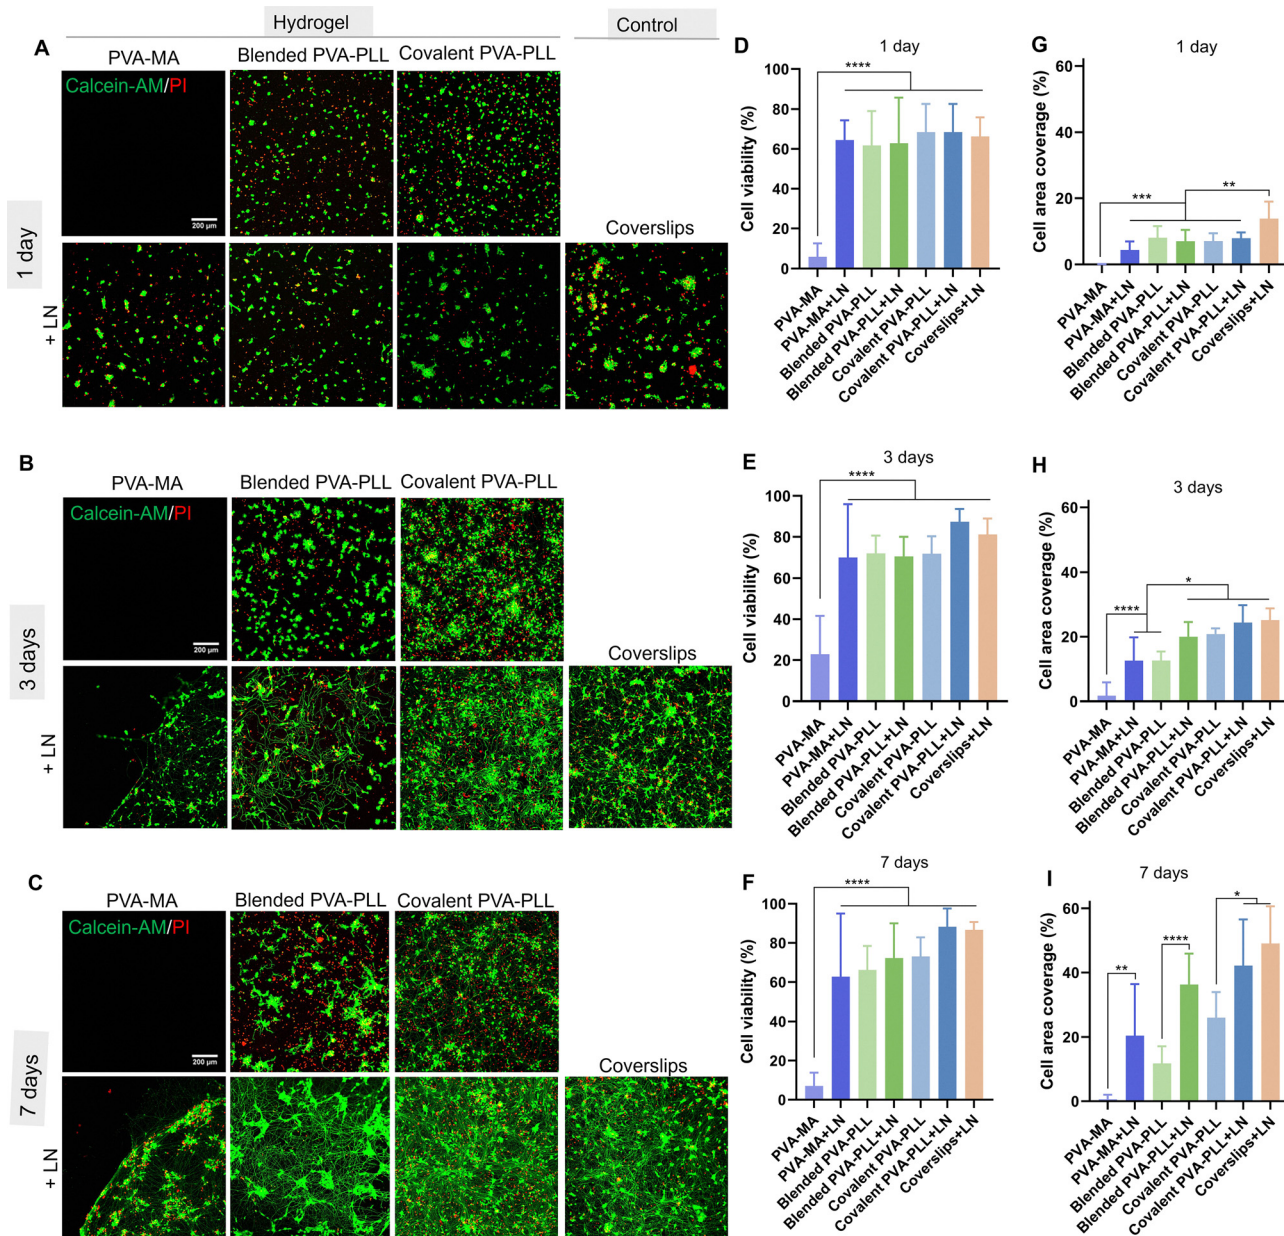 Hydrogel
Control
A
PVA-MA
Blended PVA-PLL
Covalent PVA-PLL
Calcein-AM/PI
200 µm
1 day
+ LN
Coverslips
B
PVA-MA
Blended PVA-PLL
Covalent PVA-PLL
Calcein-AM/PI
200 µm
3 days
+ LN
Coverslips
C
PVA-MA
Blended PVA-PLL
Covalent PVA-PLL
Calcein-AM/PI
200 µm
7 days
+ LN
Coverslips
D
1 day
Cell viability (%)
100
80
60
40
20
0
****
PVA-MA
PVA-MA+LN
Blended PVA-PLL
Blended PVA-PLL+LN
Covalent PVA-PLL
Covalent PVA-PLL+LN
Coverslips+LN
G
1 day
Cell area coverage (%)
60
40
20
0
***
**
PVA-MA
PVA-MA+LN
Blended PVA-PLL
Blended PVA-PLL+LN
Covalent PVA-PLL
Covalent PVA-PLL+LN
Coverslips+LN
E
3 days
Cell viability (%)
100
80
60
40
20
0
****
PVA-MA
PVA-MA+LN
Blended PVA-PLL
Blended PVA-PLL+LN
Covalent PVA-PLL
Covalent PVA-PLL+LN
Coverslips+LN
H
3 days
Cell area coverage (%)
60
40
20
0
****
*
PVA-MA
PVA-MA+LN
Blended PVA-PLL
Blended PVA-PLL+LN
Covalent PVA-PLL
Covalent PVA-PLL+LN
Coverslips+LN
F
7 days
Cell viability (%)
100
80
60
40
20
0
****
PVA-MA
PVA-MA+LN
Blended PVA-PLL
Blended PVA-PLL+LN
Covalent PVA-PLL
Covalent PVA-PLL+LN
Coverslips+LN
I
7 days
Cell area coverage (%)
60
40
20
0
**
****
*
PVA-MA
PVA-MA+LN
Blended PVA-PLL
Blended PVA-PLL+LN
Covalent PVA-PLL
Covalent PVA-PLL+LN
Coverslips+LN